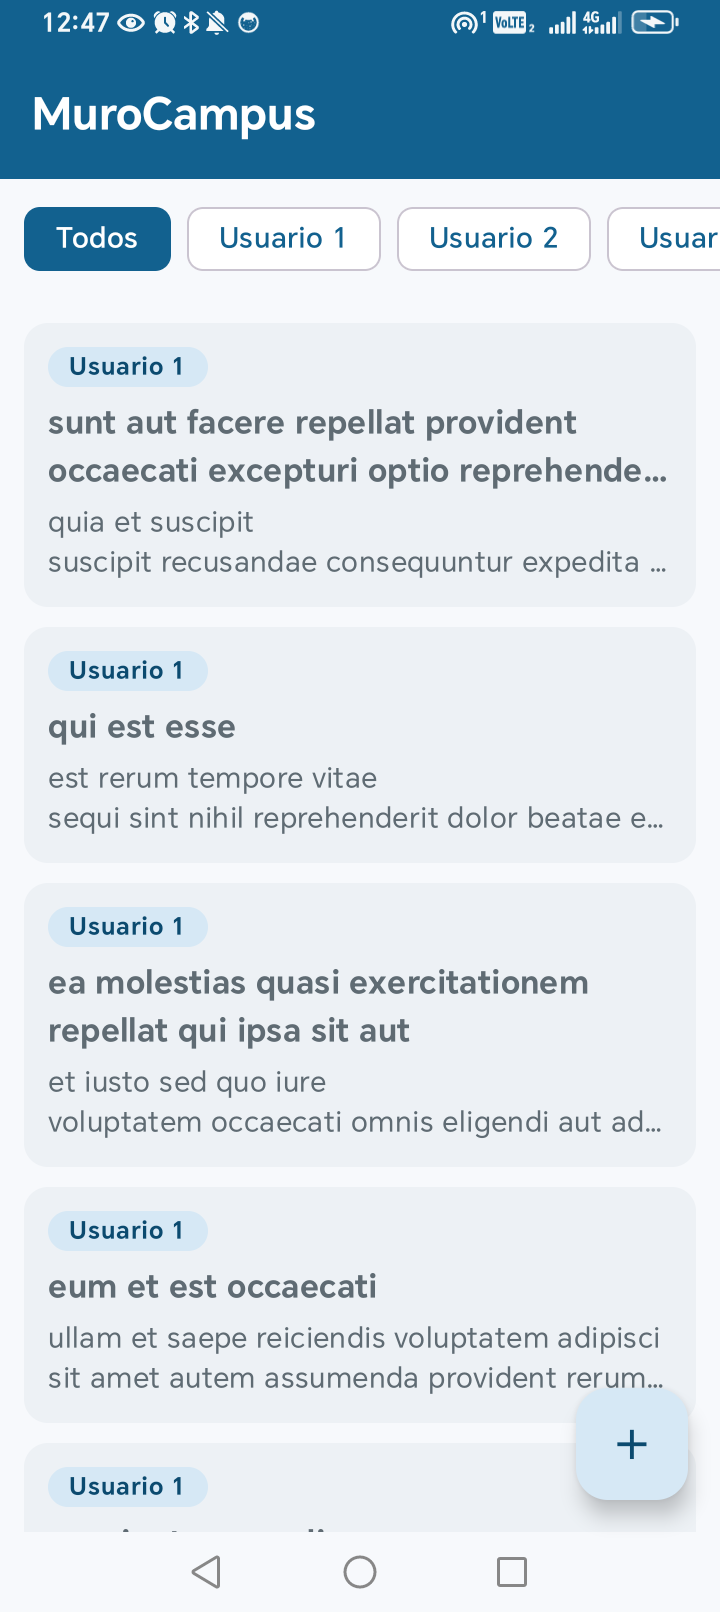 12:47 1 VoLTE 2 4G
MuroCampus
Todos Usuario 1 Usuario 2 Usuar
Usuario 1
sunt aut facere repellat provident
occaecati excepturi optio reprehende...
quia et suscipit
suscipit recusandae consequuntur expedita ...
Usuario 1
qui est esse
est rerum tempore vitae
sequi sint nihil reprehenderit dolor beatae e...
Usuario 1
ea molestias quasi exercitationem
repellat qui ipsa sit aut
et iusto sed quo iure
voluptatem occaecati omnis eligendi aut ad...
Usuario 1
eum et est occaecati
ullam et saepe reiciendis voluptatem adipisci
sit amet autem assumenda provident rerum...
+
Usuario 1